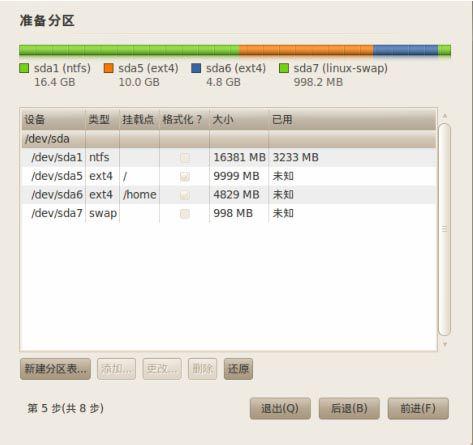 准备分区
sda1 (ntfs) sda5 (ext4) sda6 (ext4) sda7 (linux-swap)
16.4 GB 10.0 GB 4.8 GB 998.2 MB
设备 类型 挂载点 格式化？ 大小 已用
/dev/sda
/dev/sda1 ntfs 16381 MB 3233 MB
/dev/sda5 ext4 / 9999 MB 未知
/dev/sda6 ext4 /home 4829 MB 未知
/dev/sda7 swap 998 MB 未知
新建分区表... 添加... 更改... 删除 还原
第 5 步(共 8 步) 退出(Q) 后退(B) 前进(F)